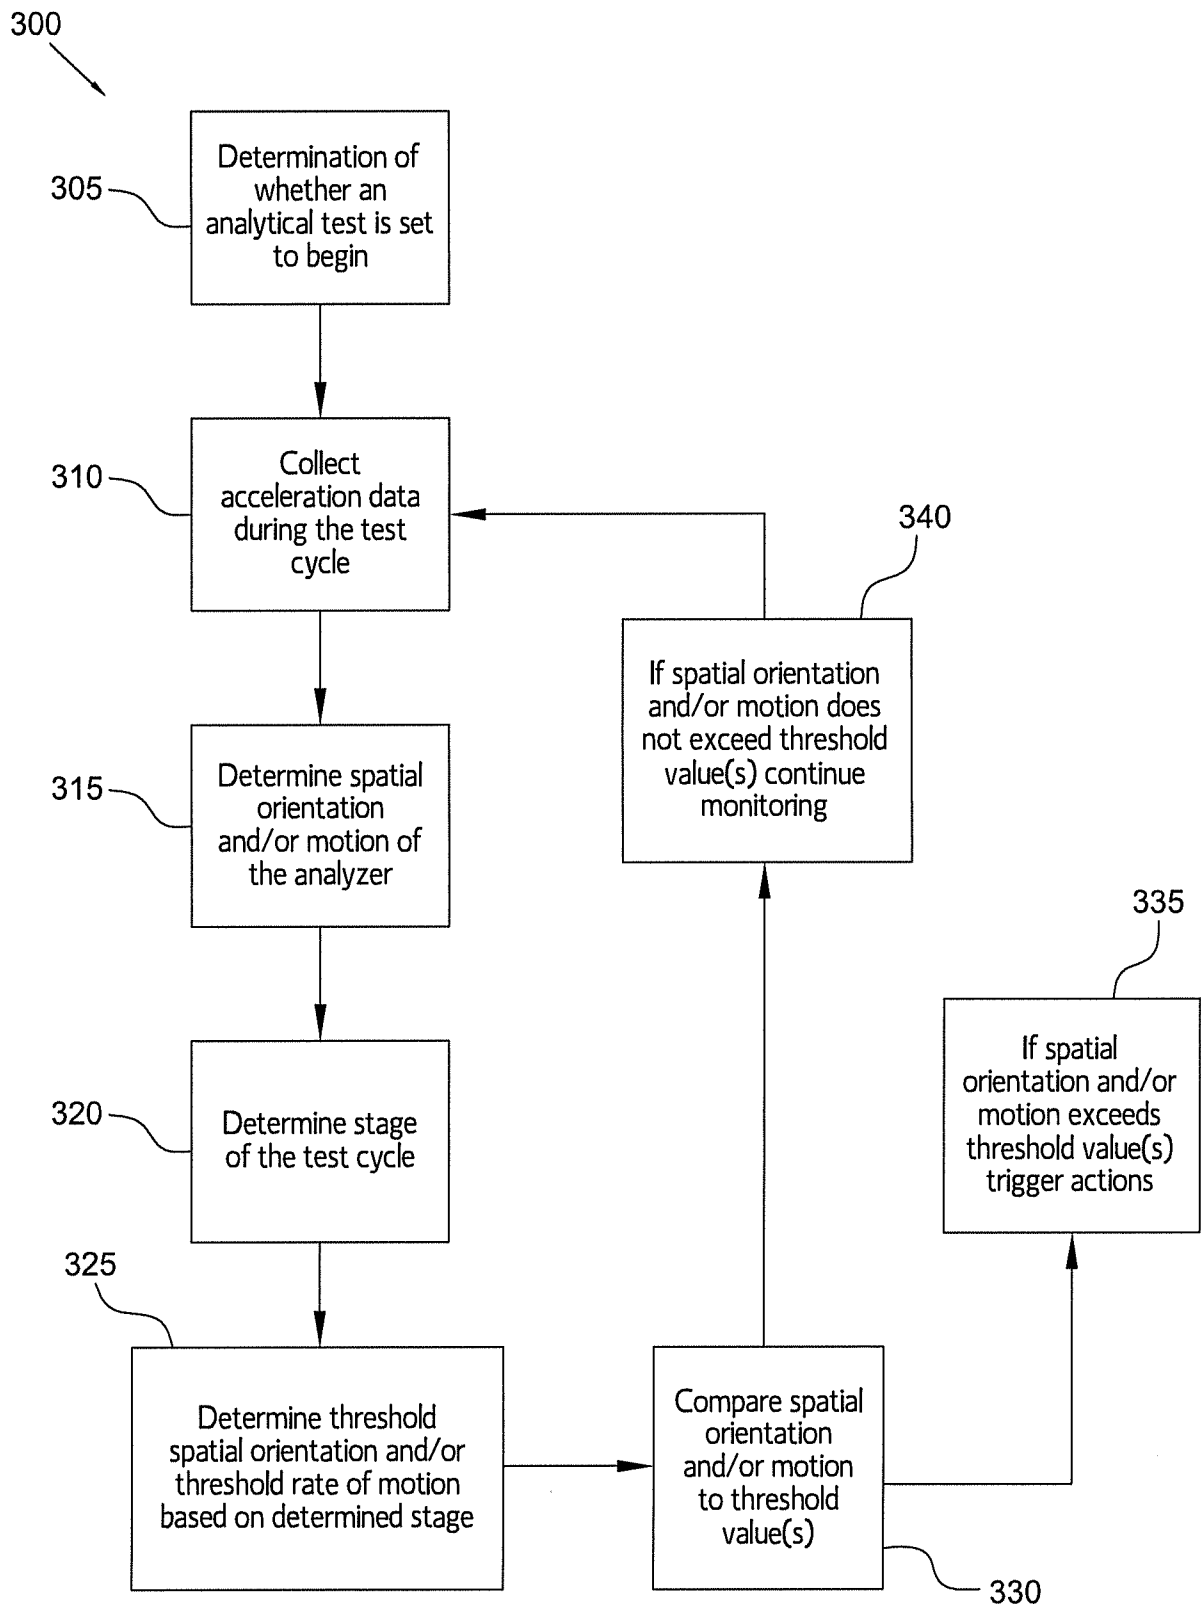 300
305
Determination of
whether an
analytical test is set
to begin
310
Collect
acceleration data
during the test
cycle
340
If spatial orientation
and/or motion does
not exceed threshold
value(s) continue
monitoring
315
Determine spatial
orientation
and/or motion of
the analyzer
335
If spatial
orientation and/or
motion exceeds
threshold value(s)
trigger actions
320
Determine stage
of the test cycle
325
Determine threshold
spatial orientation and/or
threshold rate of motion
based on determined stage
Compare spatial
orientation
and/or motion
to threshold
value(s)
330